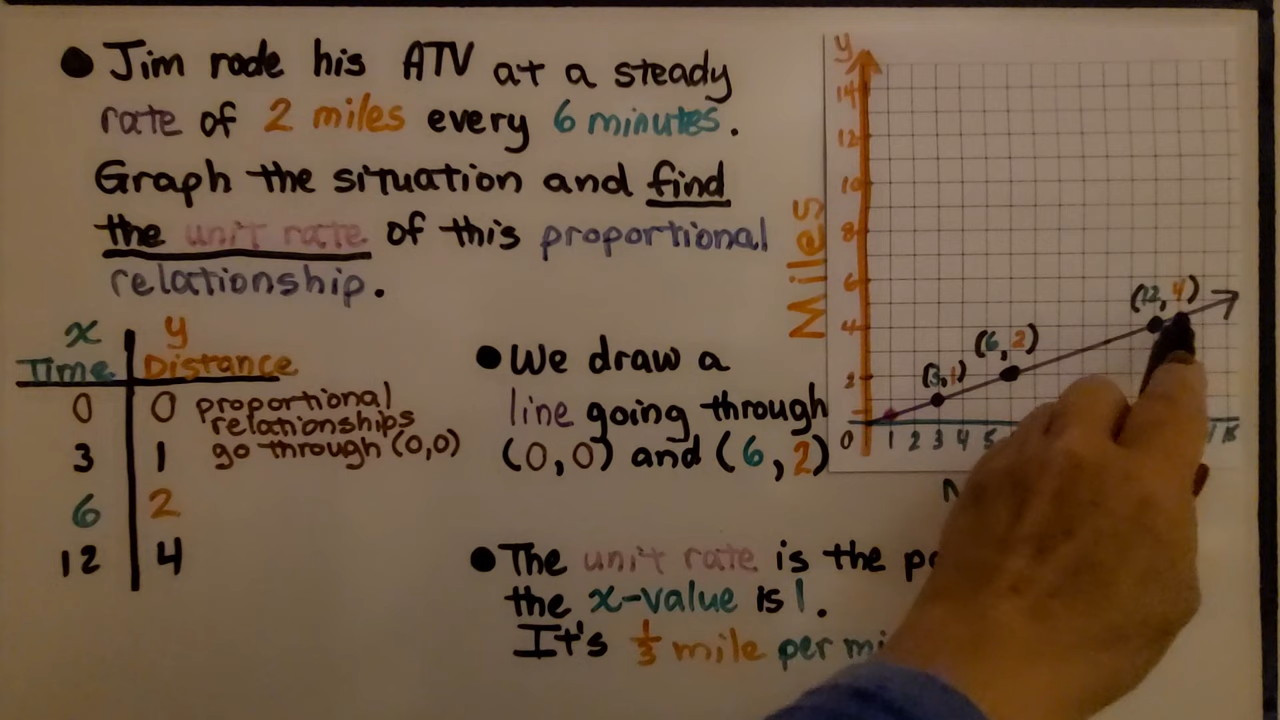 • Jim rode his ATV at a steady
rate of 2 miles every 6 minutes.
Graph the situation and find
the unit rate of this proportional
relationship.
x y
Time Distance
0 0 proportional
relationships
go through (0,0)
3 1
6 2
12 4
• We draw a
line going through
(0,0) and (6,2)
• The unit rate is the
the x-value is 1.
It's 1/3 mile per
y
14
12
10
8
6
4
2
0 1 2 3 4 5
Miles
(3,1)
(6,2)
(12,4)